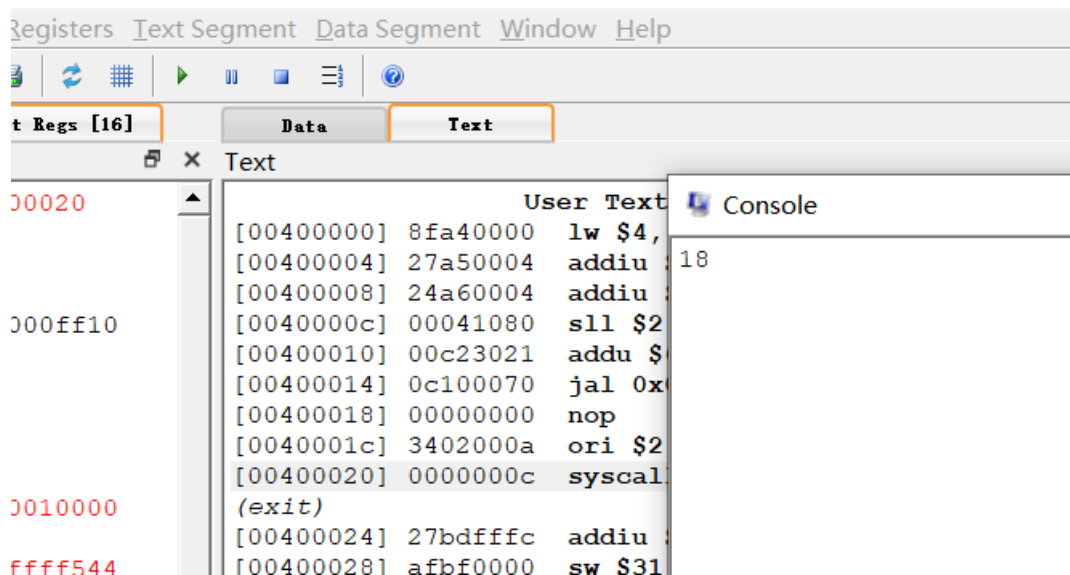 Registers Text Segment Data Segment Window Help
t Regs [16] Data Text
Text
00020
000ff10
0010000
ffff544
User Text
[00400000] 8fa40000 lw $4,
[00400004] 27a50004 addiu
[00400008] 24a60004 addiu
[0040000c] 00041080 sll $2
[00400010] 00c23021 addu
[00400014] 0c100070 jal 0x
[00400018] 00000000 nop
[0040001c] 3402000a ori $2
[00400020] 0000000c syscal
(exit)
[00400024] 27bdfffc addiu
[00400028] afbf0000 sw $31
Console
18